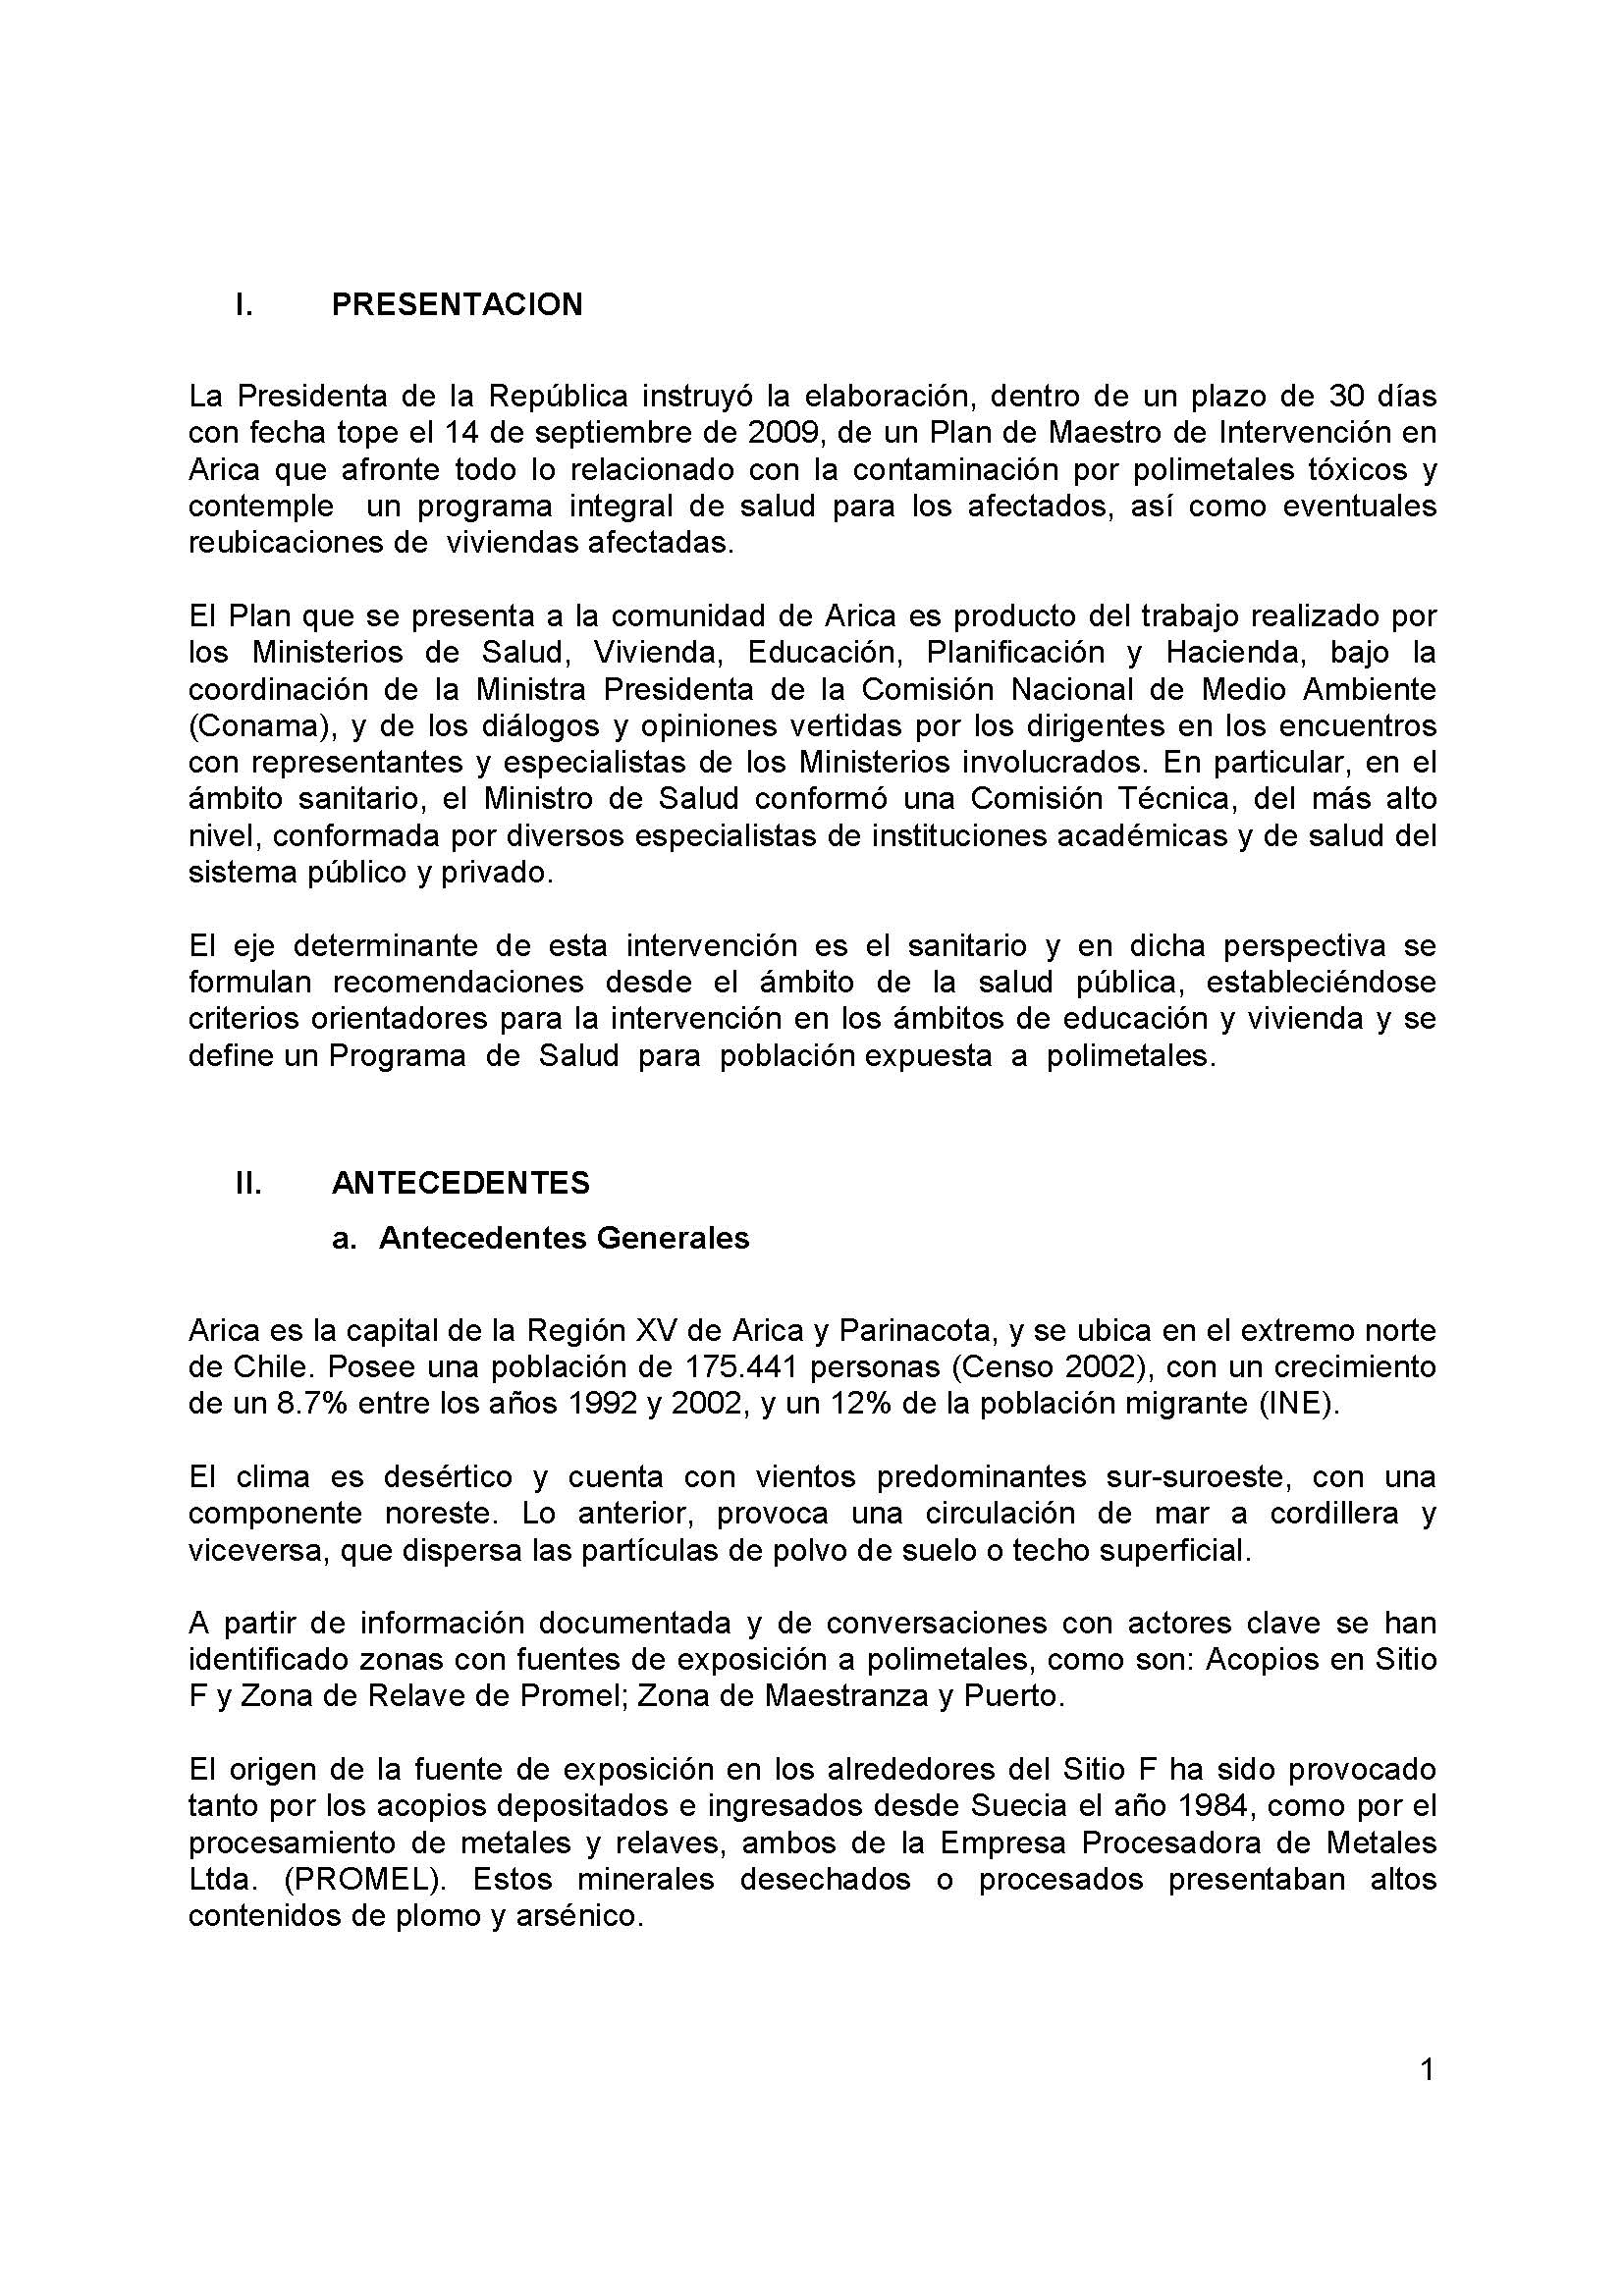 I. PRESENTACION
La Presidenta de la República instruyó la elaboración, dentro de un plazo de 30 días
con fecha tope el 14 de septiembre de 2009, de un Plan de Maestro de Intervención en
Arica que afronte todo lo relacionado con la contaminación por polimetales tóxicos y
contemple un programa integral de salud para los afectados, así como eventuales
reubicaciones de viviendas afectadas.
El Plan que se presenta a la comunidad de Arica es producto del trabajo realizado por
los Ministerios de Salud, Vivienda, Educación, Planificación y Hacienda, bajo la
coordinación de la Ministra Presidenta de la Comisión Nacional de Medio Ambiente
(Conama), y de los diálogos y opiniones vertidas por los dirigentes en los encuentros
con representantes y especialistas de los Ministerios involucrados. En particular, en el
ámbito sanitario, el Ministro de Salud conformó una Comisión Técnica, del más alto
nivel, conformada por diversos especialistas de instituciones académicas y de salud del
sistema público y privado.
El eje determinante de esta intervención es el sanitario y en dicha perspectiva se
formulan recomendaciones desde el ámbito de la salud pública, estableciéndose
criterios orientadores para la intervención en los ámbitos de educación y vivienda y se
define un Programa de Salud para población expuesta a polimetales.
II. ANTECEDENTES
a. Antecedentes Generales
Arica es la capital de la Región XV de Arica y Parinacota, y se ubica en el extremo norte
de Chile. Posee una población de 175.441 personas (Censo 2002), con un crecimiento
de un 8.7% entre los años 1992 y 2002, y un 12% de la población migrante (INE).
El clima es desértico y cuenta con vientos predominantes sur-suroeste, con una
componente noreste. Lo anterior, provoca una circulación de mar a cordillera y
viceversa, que dispersa las partículas de polvo de suelo o techo superficial.
A partir de información documentada y de conversaciones con actores clave se han
identificado zonas con fuentes de exposición a polimetales, como son: Acopios en Sitio
F y Zona de Relave de Promel; Zona de Maestranza y Puerto.
El origen de la fuente de exposición en los alrededores del Sitio F ha sido provocado
tanto por los acopios depositados e ingresados desde Suecia el año 1984, como por el
procesamiento de metales y relaves, ambos de la Empresa Procesadora de Metales
Ltda. (PROMEL). Estos minerales desechados o procesados presentaban altos
contenidos de plomo y arsénico.
1